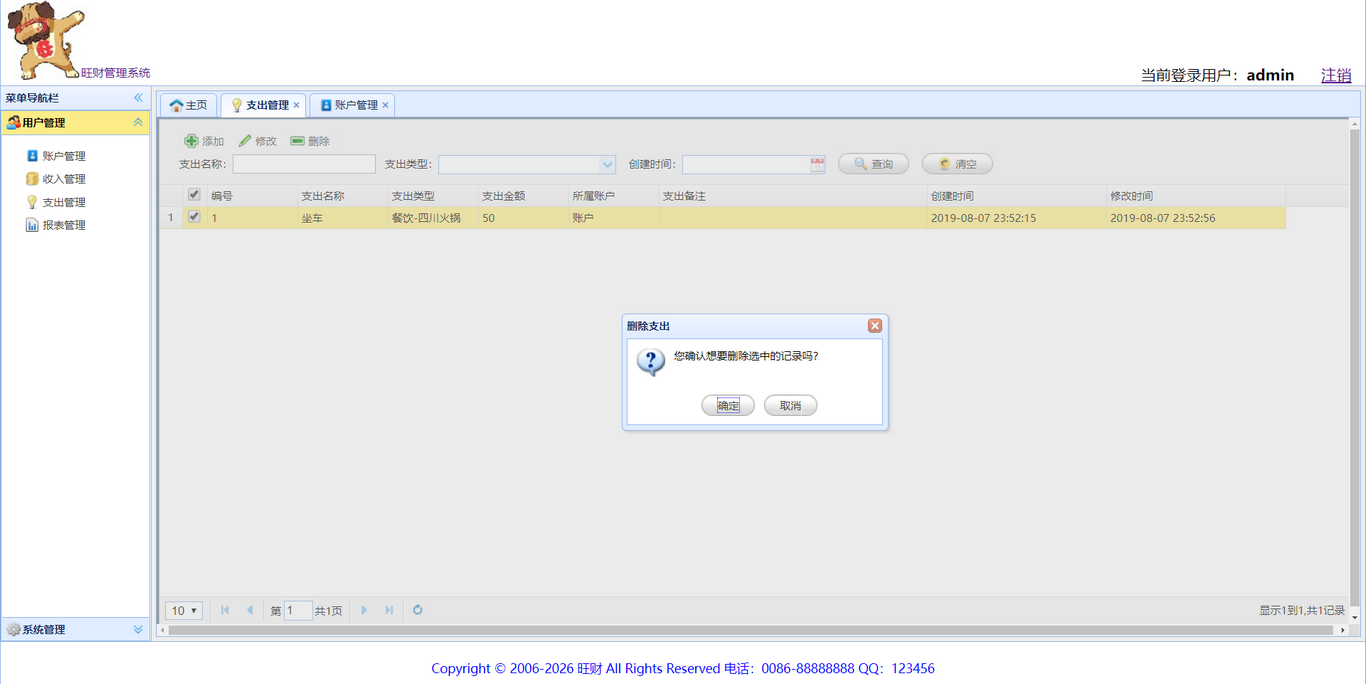 旺财管理系统
当前登录用户：admin 注销
菜单导航栏
用户管理
账户管理
收入管理
支出管理
报表管理
系统管理
主页 支出管理 账户管理
添加 修改 删除
支出名称: 支出类型: 创建时间: 查询 清空
编号 支出名称 支出类型 支出金额 所属账户 支出备注 创建时间 修改时间
1 1 坐车 餐饮-四川火锅 50 账户 2019-08-07 23:52:15 2019-08-07 23:52:56
删除支出
您确认想要删除选中的记录吗?
确定 取消
10 第 1 共1页 显示1到1,共1记录
Copyright © 2006-2026 旺财 All Rights Reserved 电话：0086-88888888 QQ：123456